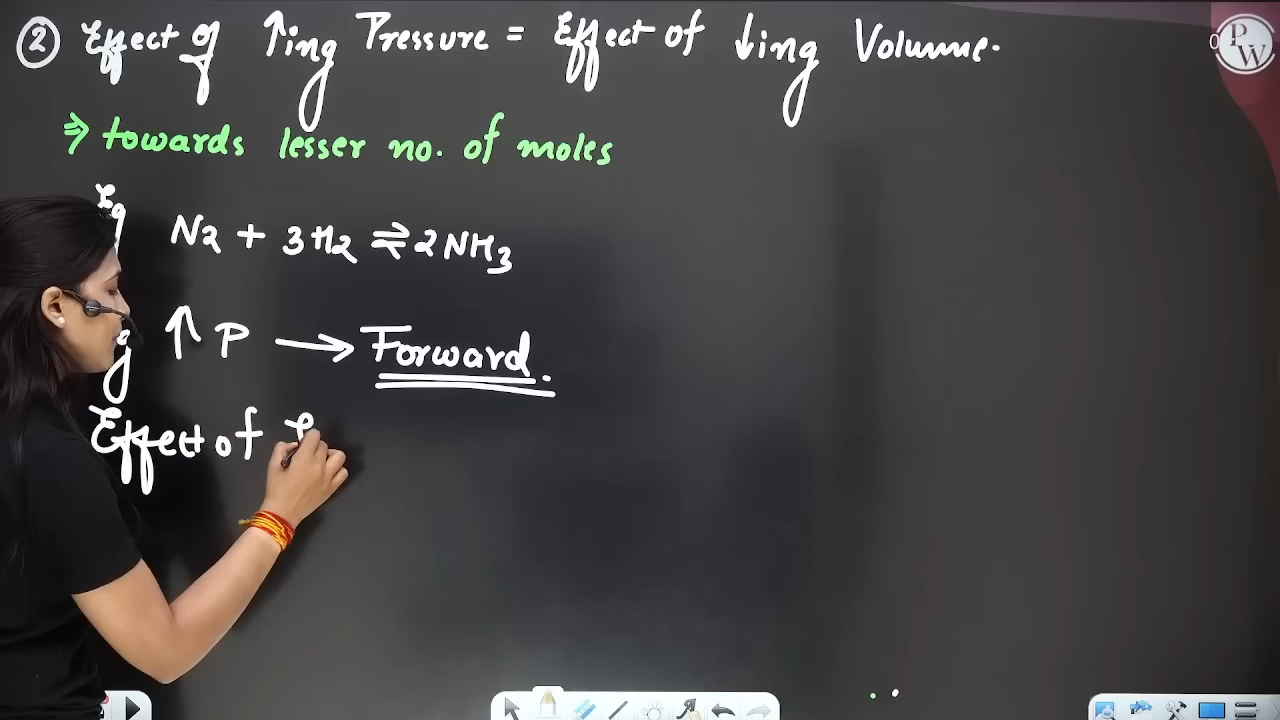 ② Effect of ↑ing Pressure = Effect of ↓ing Volume.
⇒ towards lesser no. of moles
Eg N2 + 3H2 ⇌ 2NH3
↑ P → Forward.
Effect of
PW